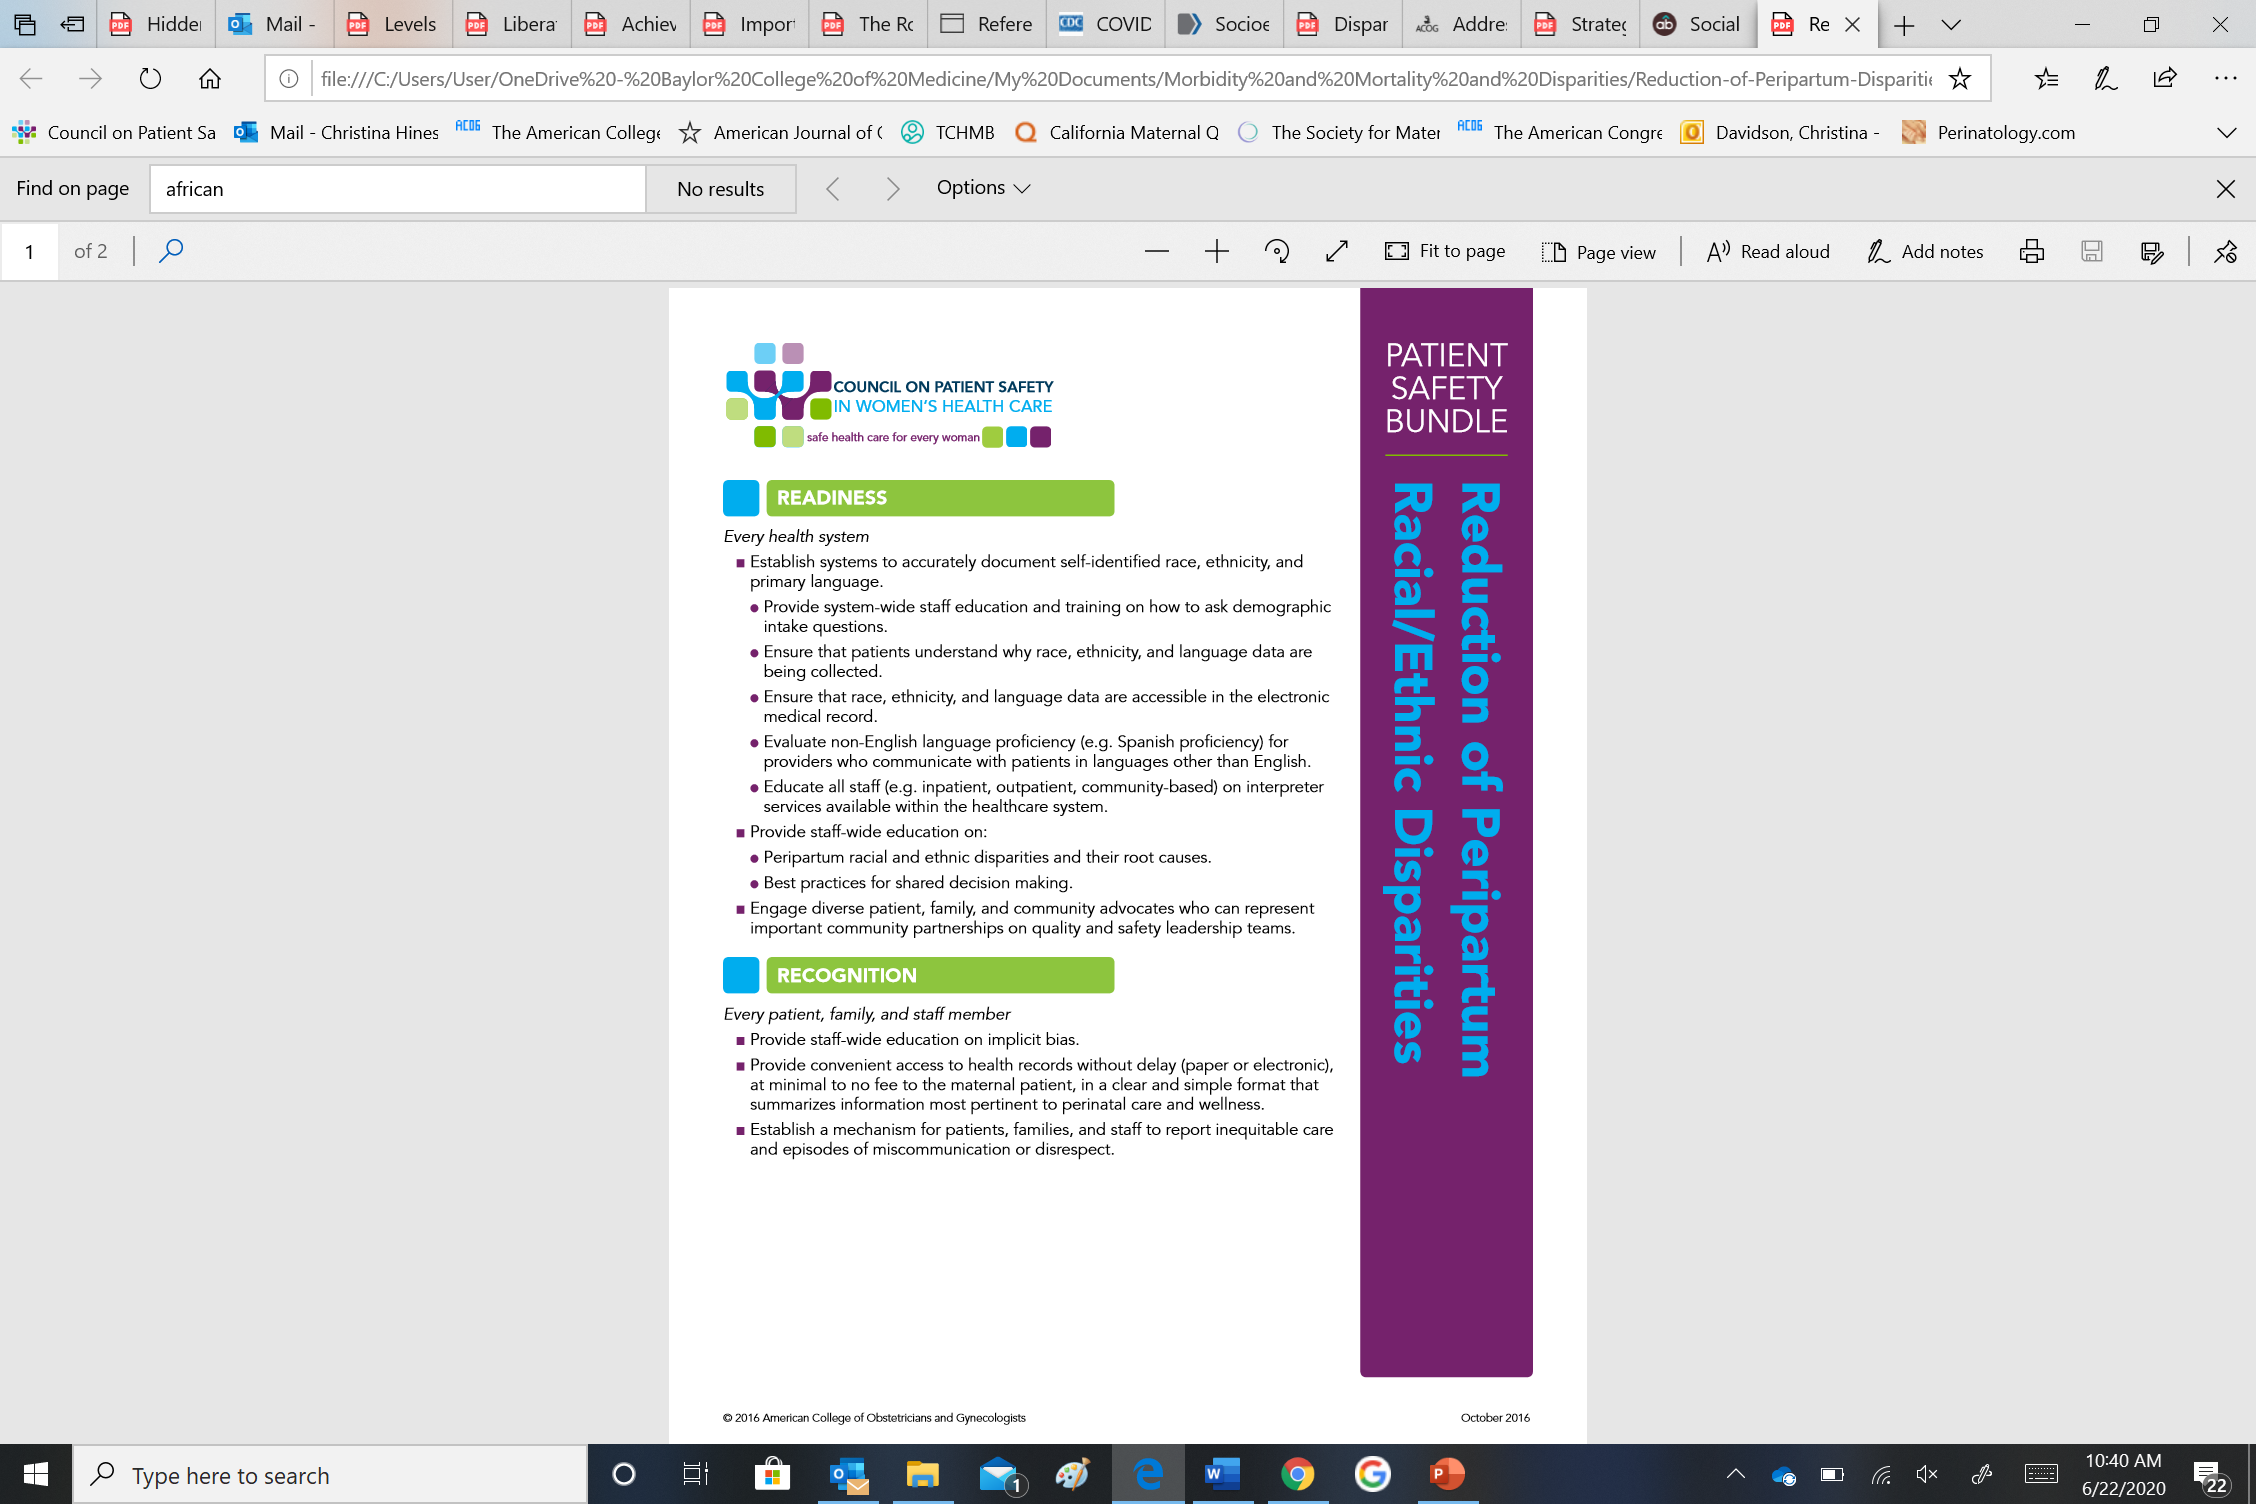 Hidde
Mail -
Levels
Libera
Achiev
Impor
The Ro
Refere
COVID
Socioe
Dispar
Addre
Strate
Social
Re
file:///C:/Users/User/OneDrive%20-%20Baylor%20College%20of%20Medicine/My%20Documents/Morbidity%20and%20Mortality%20and%20Disparities/Reduction-of-Peripartum-Disparitie
Council on Patient Sa
Mail - Christina Hines
ACOG The American College
American Journal of
TCHMB
California Maternal Q
The Society for Mater
ACOG The American Congre
Davidson, Christina -
Perinatology.com
Find on page
african
No results
Options
1 of 2
Fit to page
Page view
Read aloud
Add notes
COUNCIL ON PATIENT SAFETY
IN WOMEN'S HEALTH CARE
safe health care for every woman
READINESS
Every health system
■ Establish systems to accurately document self-identified race, ethnicity, and
primary language.
● Provide system-wide staff education and training on how to ask demographic
intake questions.
● Ensure that patients understand why race, ethnicity, and language data are
being collected.
● Ensure that race, ethnicity, and language data are accessible in the electronic
medical record.
● Evaluate non-English language proficiency (e.g. Spanish proficiency) for
providers who communicate with patients in languages other than English.
● Educate all staff (e.g. inpatient, outpatient, community-based) on interpreter
services available within the healthcare system.
■ Provide staff-wide education on:
● Peripartum racial and ethnic disparities and their root causes.
● Best practices for shared decision making.
■ Engage diverse patient, family, and community advocates who can represent
important community partnerships on quality and safety leadership teams.
RECOGNITION
Every patient, family, and staff member
■ Provide staff-wide education on implicit bias.
■ Provide convenient access to health records without delay (paper or electronic),
at minimal to no fee to the maternal patient, in a clear and simple format that
summarizes information most pertinent to perinatal care and wellness.
■ Establish a mechanism for patients, families, and staff to report inequitable care
and episodes of miscommunication or disrespect.
PATIENT
SAFETY
BUNDLE
Reduction of Peripartum
Racial/Ethnic Disparities
© 2016 American College of Obstetricians and Gynecologists
October 2016
Type here to search
1
10:40 AM
6/22/2020
22